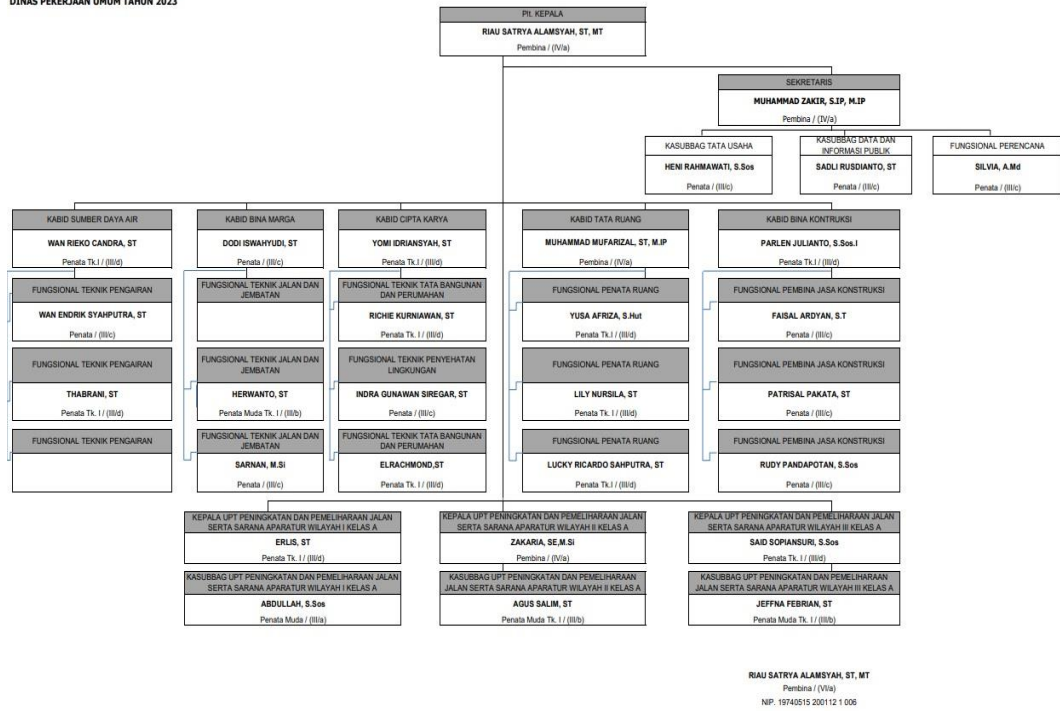 DINAS PEKERJAAN UMUM TAHUN 2023
Plt. KEPALA
RIAU SATRYA ALAMSYAH, ST, MT
Pembina / (IV/a)
SEKRETARIS
MUHAMMAD ZAKIR, S.IP, M.IP
Pembina / (IV/a)
KASUBBAG TATA USAHA
HENI RAHMAWATI, S.Sos
Penata / (III/c)
KASUBBAG DATA DAN
INFORMASI PUBLIK
SADLI RUSDIANTO, ST
Penata / (III/c)
FUNGSIONAL PERENCANA
SILVIA, A.Md
Penata / (III/c)
KABID SUMBER DAYA AIR
WAN RIEKO CANDRA, ST
Penata Tk.I / (III/d)
FUNGSIONAL TEKNIK PENGAIRAN
WAN ENDRIK SYAHPUTRA, ST
Penata / (III/c)
FUNGSIONAL TEKNIK PENGAIRAN
THABRANI, ST
Penata Tk. I / (III/d)
FUNGSIONAL TEKNIK PENGAIRAN
KABID BINA MARGA
DODI ISWAHYUDI, ST
Penata / (III/c)
FUNGSIONAL TEKNIK JALAN DAN
JEMBATAN
FUNGSIONAL TEKNIK JALAN DAN
JEMBATAN
HERWANTO, ST
Penata Muda Tk. I / (III/b)
FUNGSIONAL TEKNIK JALAN DAN
JEMBATAN
SARNAN, M.Si
Penata / (III/c)
KABID CIPTA KARYA
YOMI IDRIANSYAH, ST
Penata Tk.I / (III/d)
FUNGSIONAL TEKNIK TATA BANGUNAN
DAN PERUMAHAN
RICHIE KURNIAWAN, ST
Penata Tk. I / (III/d)
FUNGSIONAL TEKNIK PENYEHATAN
LINGKUNGAN
INDRA GUNAWAN SIREGAR, ST
Penata / (III/c)
FUNGSIONAL TEKNIK TATA BANGUNAN
DAN PERUMAHAN
ELRACHMOND,ST
Penata Tk. I / (III/d)
KABID TATA RUANG
MUHAMMAD MUFARIZAL, ST, M.IP
Pembina / (IV/a)
FUNGSIONAL PENATA RUANG
YUSA AFRIZA, S.Hut
Penata Tk. I / (III/d)
FUNGSIONAL PENATA RUANG
LILY NURSILA, ST
Penata Tk. I / (III/d)
FUNGSIONAL PENATA RUANG
LUCKY RICARDO SAHPUTRA, ST
Penata Tk.I / (III/d)
KABID BINA KONTRUKSI
PARLEN JULIANTO, S.Sos.I
Penata Tk.I / (III/d)
FUNGSIONAL PEMBINA JASA KONSTRUKSI
FAISAL ARDYAN, S.T
Penata / (III/c)
FUNGSIONAL PEMBINA JASA KONSTRUKSI
PATRISAL PAKATA, ST
Penata / (III/c)
FUNGSIONAL PEMBINA JASA KONSTRUKSI
RUDY PANDAPOTAN, S.Sos
Penata / (III/c)
KEPALA UPT PENINGKATAN DAN PEMELIHARAAN JALAN
SERTA SARANA APARATUR WILAYAH I KELAS A
ERLIS, ST
Penata Tk. I / (III/d)
KASUBBAG UPT PENINGKATAN DAN PEMELIHARAAN JALAN
SERTA SARANA APARATUR WILAYAH I KELAS A
ABDULLAH, S.Sos
Penata Muda / (III/a)
KEPALA UPT PENINGKATAN DAN PEMELIHARAAN JALAN
SERTA SARANA APARATUR WILAYAH II KELAS A
ZAKARIA, SE,M.Si
Pembina / (IV/a)
KASUBBAG UPT PENINGKATAN DAN PEMELIHARAAN
JALAN SERTA SARANA APARATUR WILAYAH II KELAS A
AGUS SALIM, ST
Penata Muda Tk. I / (III/b)
KEPALA UPT PENINGKATAN DAN PEMELIHARAAN JALAN
SERTA SARANA APARATUR WILAYAH III KELAS A
SAID SOPIANSURI, S.Sos
Penata Tk. I / (III/d)
KASUBBAG UPT PENINGKATAN DAN PEMELIHARAAN
JALAN SERTA SARANA APARATUR WILAYAH III KELAS A
JEFFNA FEBRIAN, ST
Penata Muda Tk. I / (III/b)
RIAU SATRYA ALAMSYAH, ST, MT
Pembina / (VI/a)
NIP. 19740515 200112 1 006